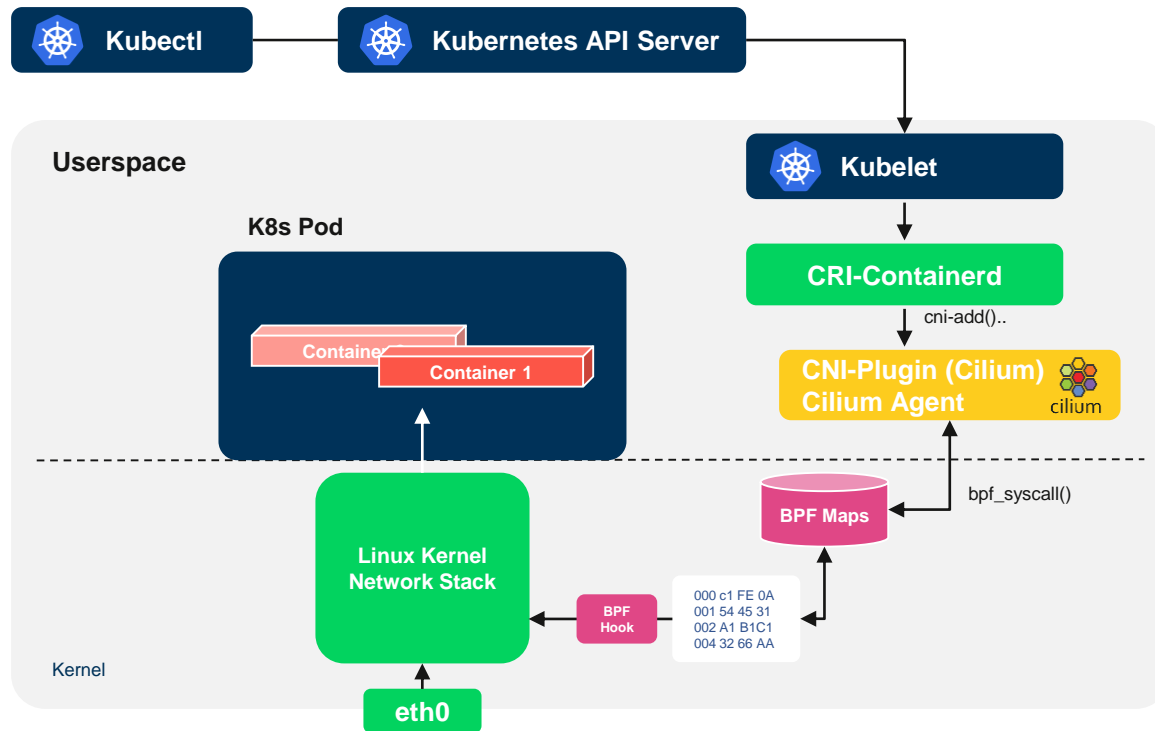 Kubectl
Kubernetes API Server
Userspace
Kubelet
K8s Pod
CRI-Containerd
cni-add()..
Container
Container 1
CNI-Plugin (Cilium)
Cilium Agent
cilium
bpf_syscall()
BPF Maps
Linux Kernel
Network Stack
BPF
Hook
000 c1 FE 0A
001 54 45 31
002 A1 B1C1
004 32 66 AA
Kernel
eth0